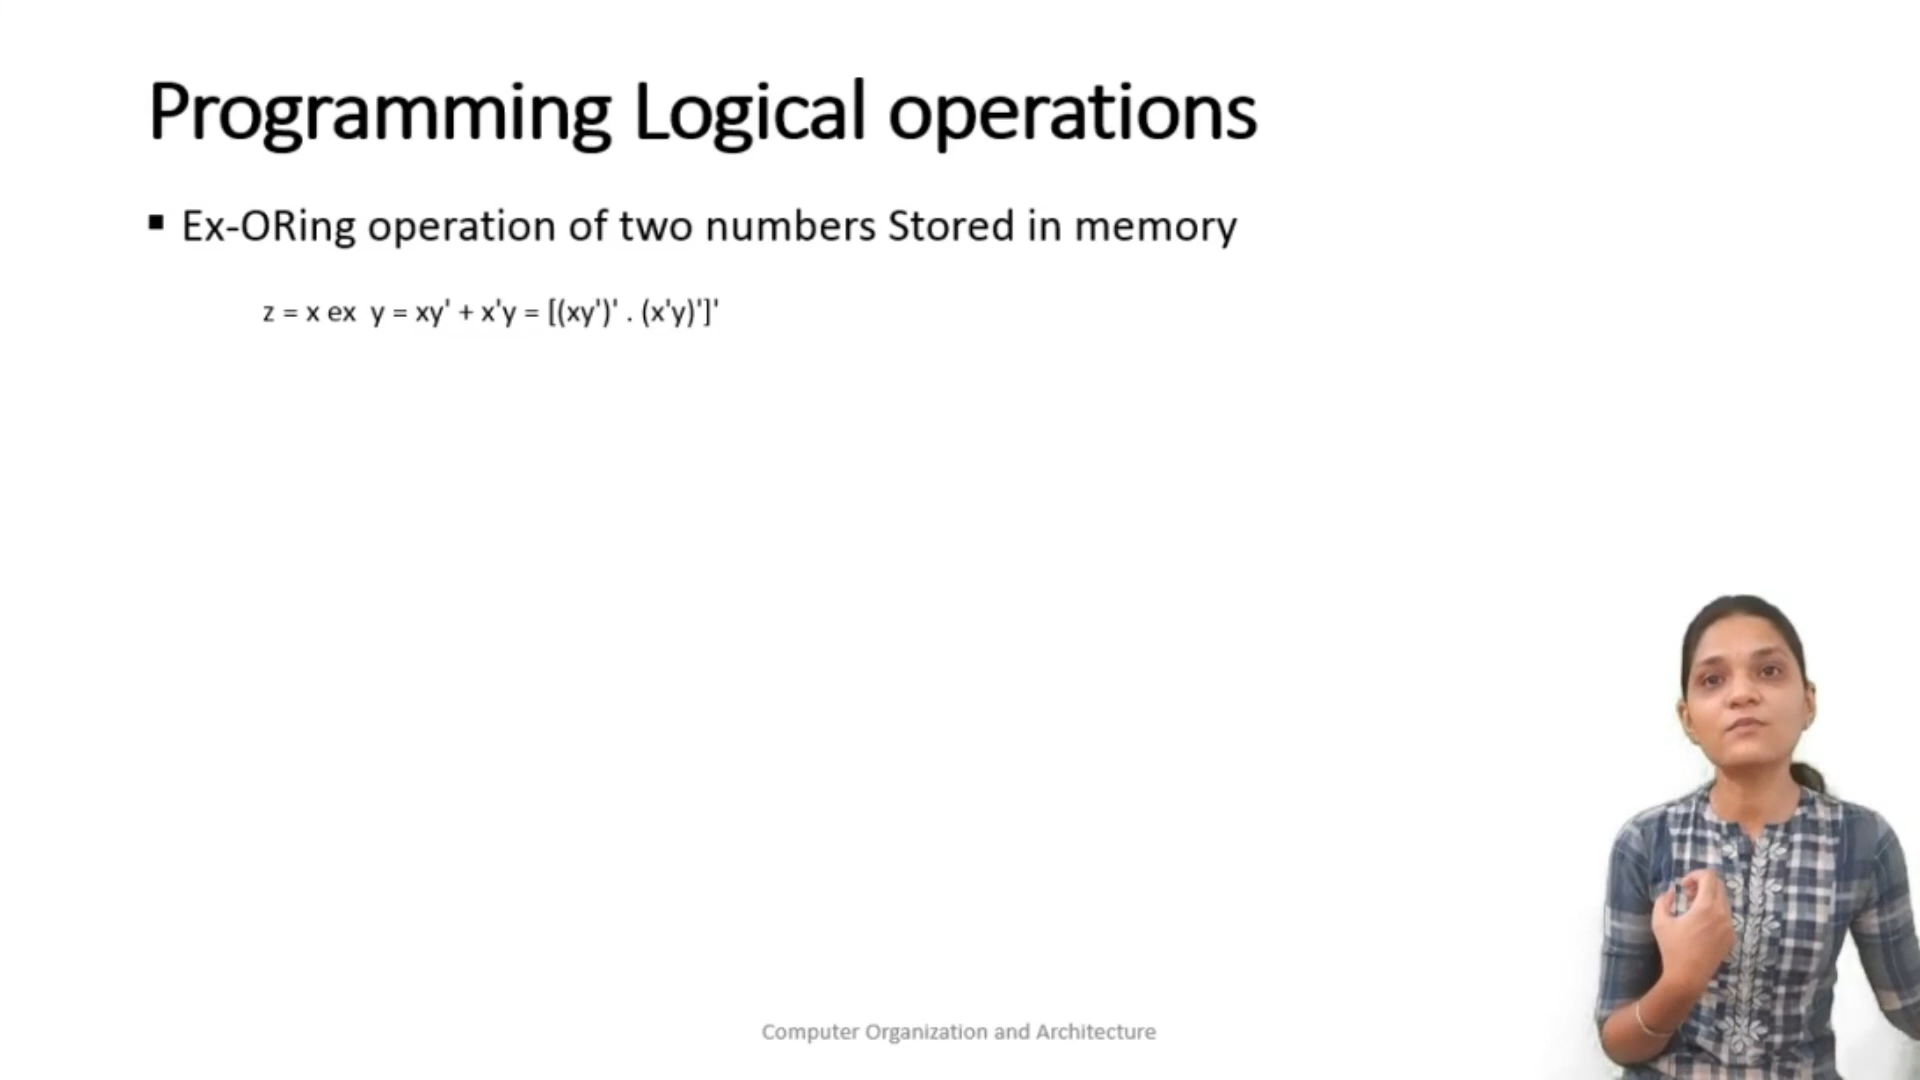 Programming Logical operations
▪ Ex-ORing operation of two numbers Stored in memory
z = x ex y = xy' + x'y = [(xy')' . (x'y)']'
Computer Organization and Architecture